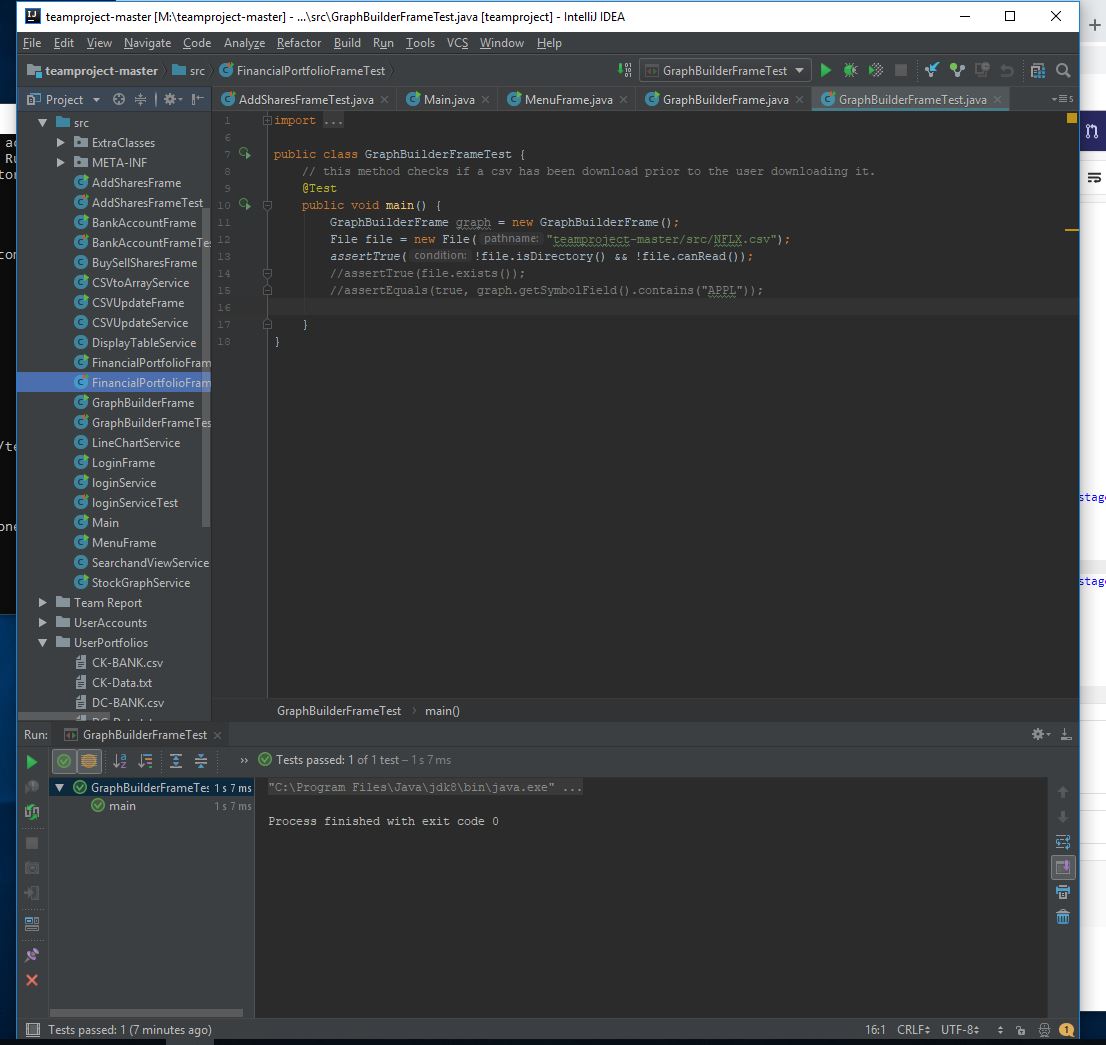 teamproject-master [M:\teamproject-master] - ...\src\GraphBuilderFrameTest.java [teamproject] - IntelliJ IDEA
File Edit View Navigate Code Analyze Refactor Build Run Tools VCS Window Help
teamproject-master src FinancialPortfolioFrameTest GraphBuilderFrameTest
Project AddSharesFrameTest.java Main.java MenuFrame.java GraphBuilderFrame.java GraphBuilderFrameTest.java
src
ExtraClasses
META-INF
AddSharesFrame
AddSharesFrameTest
BankAccountFrame
BankAccountFrameTes
BuySellSharesFrame
CSVtoArrayService
CSVUpdateFrame
CSVUpdateService
DisplayTableService
FinancialPortfolioFram
FinancialPortfolioFram
GraphBuilderFrame
GraphBuilderFrameTes
LineChartService
LoginFrame
loginService
loginServiceTest
Main
MenuFrame
SearchandViewService
StockGraphService
Team Report
UserAccounts
UserPortfolios
CK-BANK.csv
CK-Data.txt
DC-BANK.csv
1 import ...
6
7 public class GraphBuilderFrameTest {
8 // this method checks if a csv has been download prior to the user downloading it.
9 @Test
10 public void main() {
11 GraphBuilderFrame graph = new GraphBuilderFrame();
12 File file = new File( pathname: "teamproject-master/src/NFLX.csv");
13 assertTrue( condition: !file.isDirectory() && !file.canRead());
14 //assertTrue(file.exists());
15 //assertEquals(true, graph.getSymbolField().contains("APPL"));
16
17 }
18 }
GraphBuilderFrameTest main()
stage
stage
Run: GraphBuilderFrameTest
Tests passed: 1 of 1 test – 1 s 7 ms
GraphBuilderFrameTes 1 s 7 ms
main 1 s 7 ms
"C:\Program Files\Java\jdk8\bin\java.exe" ...
Process finished with exit code 0
Tests passed: 1 (7 minutes ago) 16:1 CRLF UTF-8 1